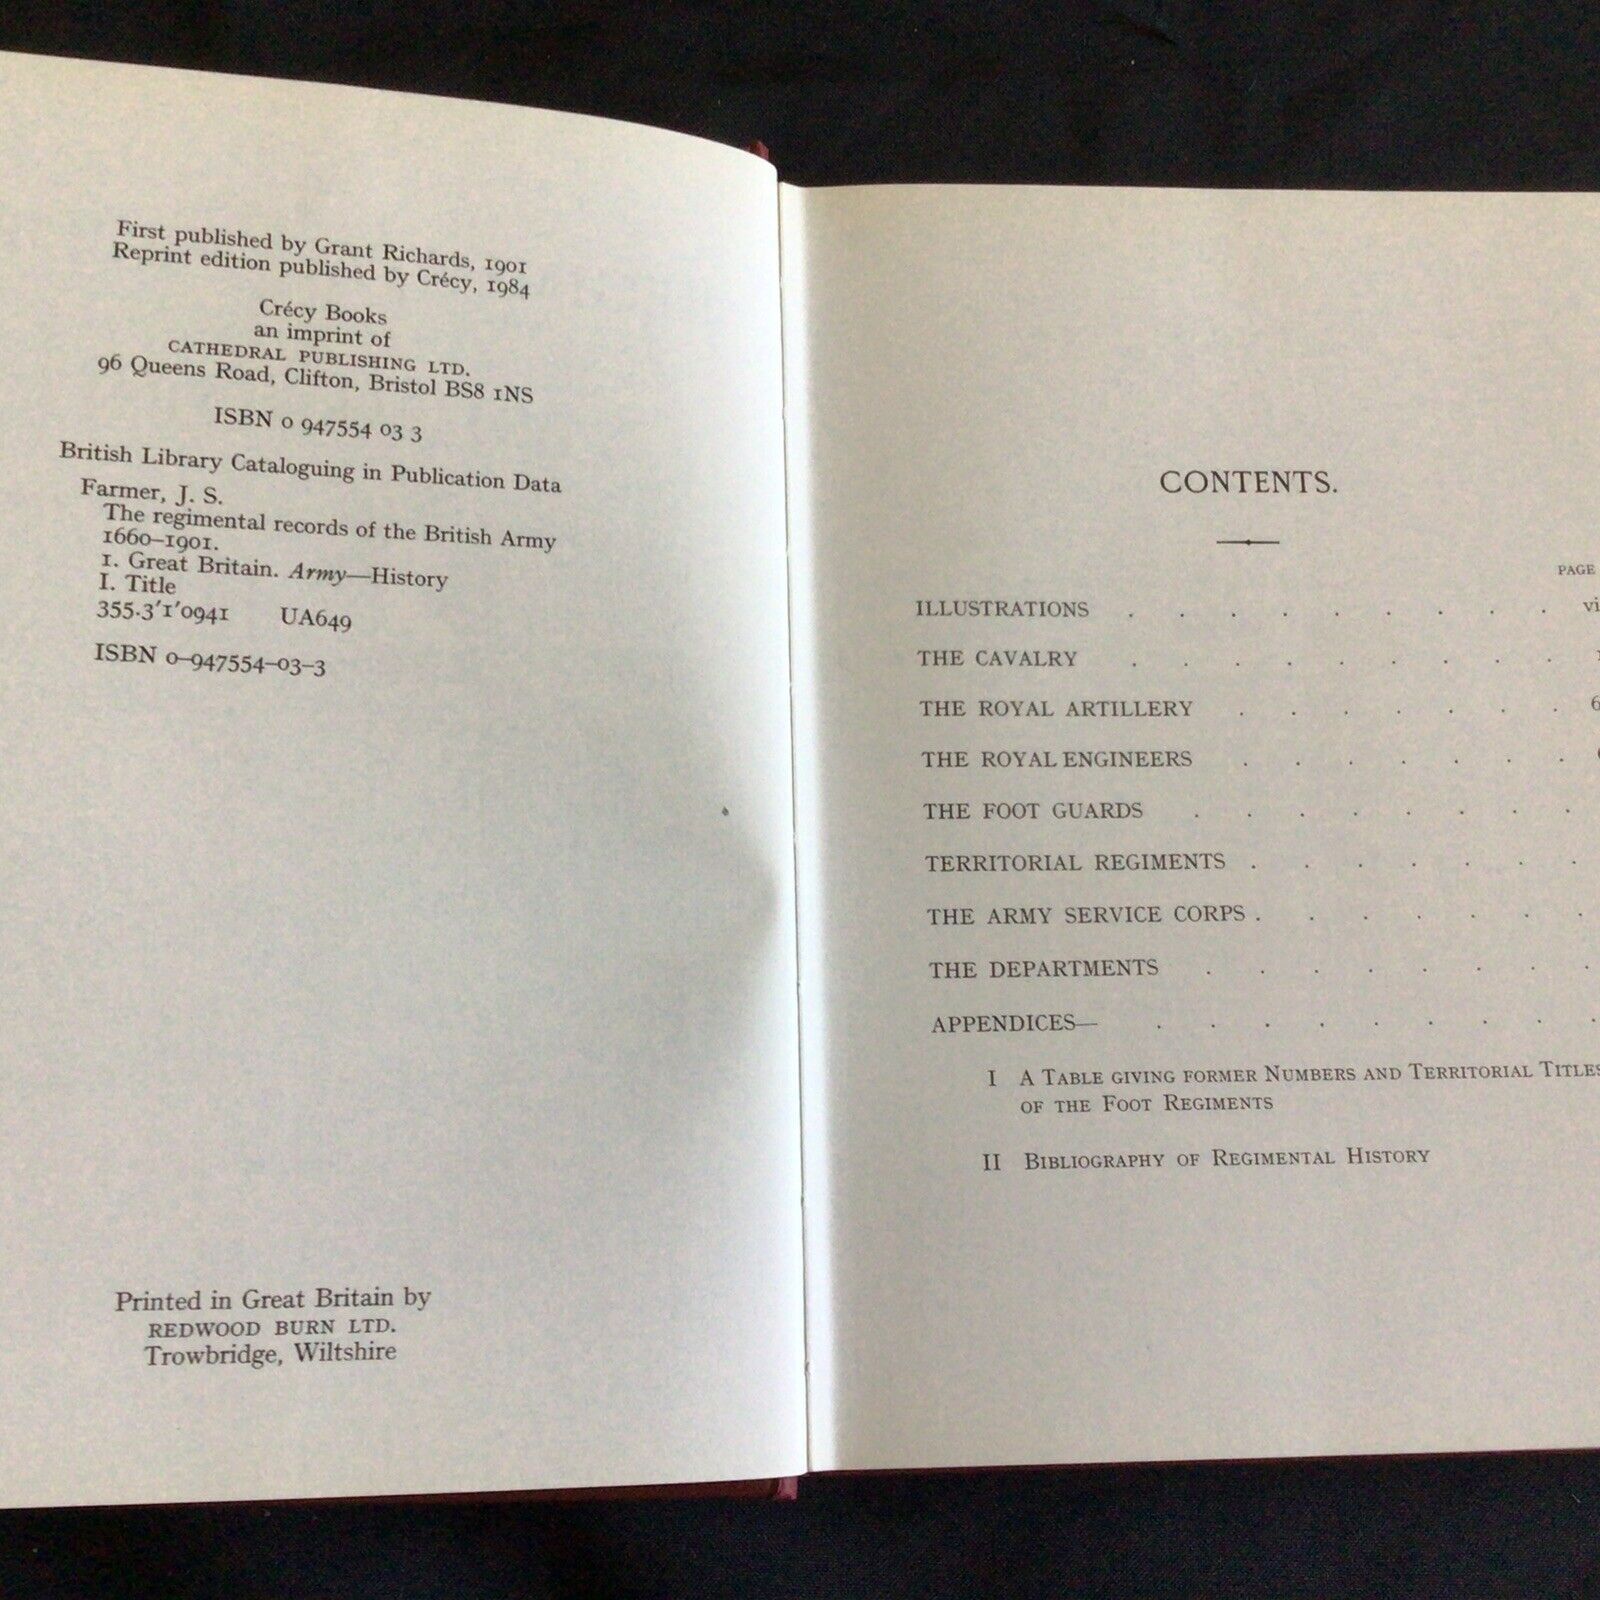 First published by Grant Richards, 1901
Reprint edition published by Crécy, 1984
Crécy Books
an imprint of
CATHEDRAL PUBLISHING LTD.
96 Queens Road, Clifton, Bristol BS8 1NS
ISBN 0 947554 03 3
British Library Cataloguing in Publication Data
Farmer, J. S.
The regimental records of the British Army
1660–1901.
1. Great Britain. Army—History
I. Title
355.3'1'0941 UA649
ISBN 0–947554–03–3
Printed in Great Britain by
REDWOOD BURN LTD.
Trowbridge, Wiltshire
CONTENTS.
PAGE
ILLUSTRATIONS . . . . . . . . .
THE CAVALRY . . . . . . . . .
THE ROYAL ARTILLERY . . . . . . .
THE ROYAL ENGINEERS . . . . . . .
THE FOOT GUARDS . . . . . . . .
TERRITORIAL REGIMENTS . . . . . . .
THE ARMY SERVICE CORPS . . . . . . .
THE DEPARTMENTS . . . . . . . .
APPENDICES— . . . . . . . . .
I A TABLE GIVING FORMER NUMBERS AND TERRITORIAL TITLES
OF THE FOOT REGIMENTS
II BIBLIOGRAPHY OF REGIMENTAL HISTORY